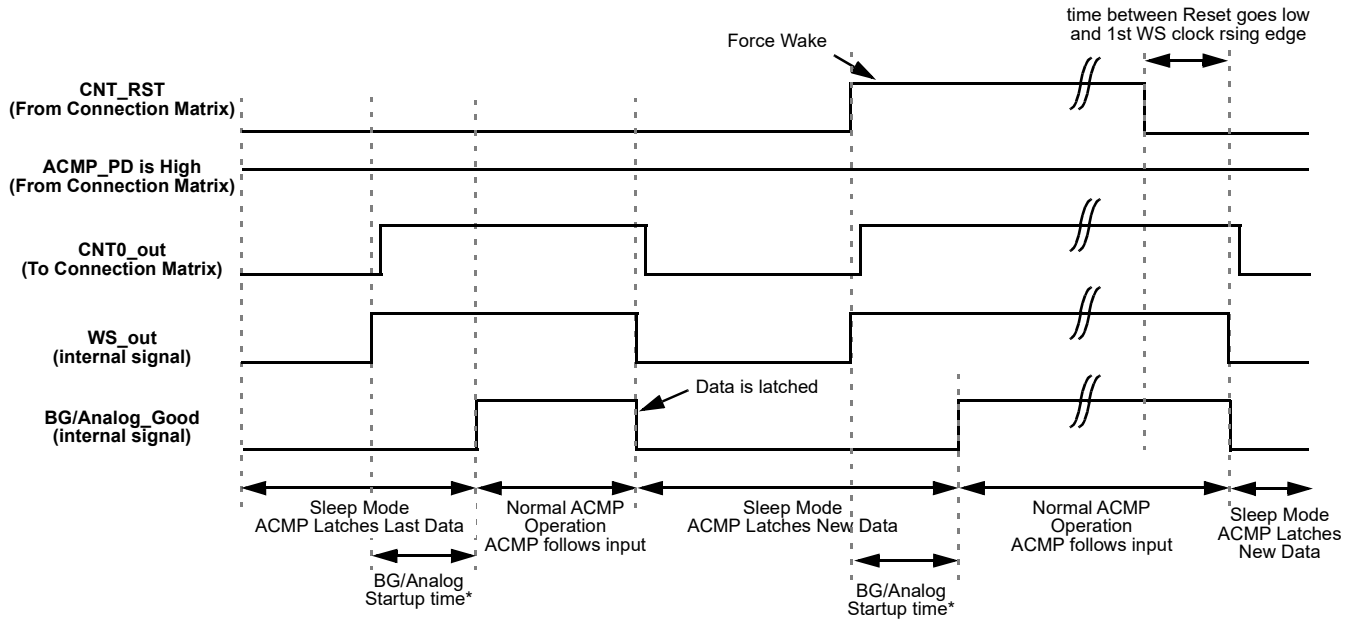 time between Reset goes low
and 1st WS clock rsing edge
Force Wake
CNT_RST
(From Connection Matrix)
ACMP_PD is High
(From Connection Matrix)
CNT0_out
(To Connection Matrix)
WS_out
(internal signal)
Data is latched
BG/Analog_Good
(internal signal)
Sleep Mode
ACMP Latches Last Data
Normal ACMP
Operation
ACMP follows input
Sleep Mode
ACMP Latches New Data
Normal ACMP
Operation
ACMP follows input
Sleep Mode
ACMP Latches
New Data
BG/Analog
Startup time*
BG/Analog
Startup time*